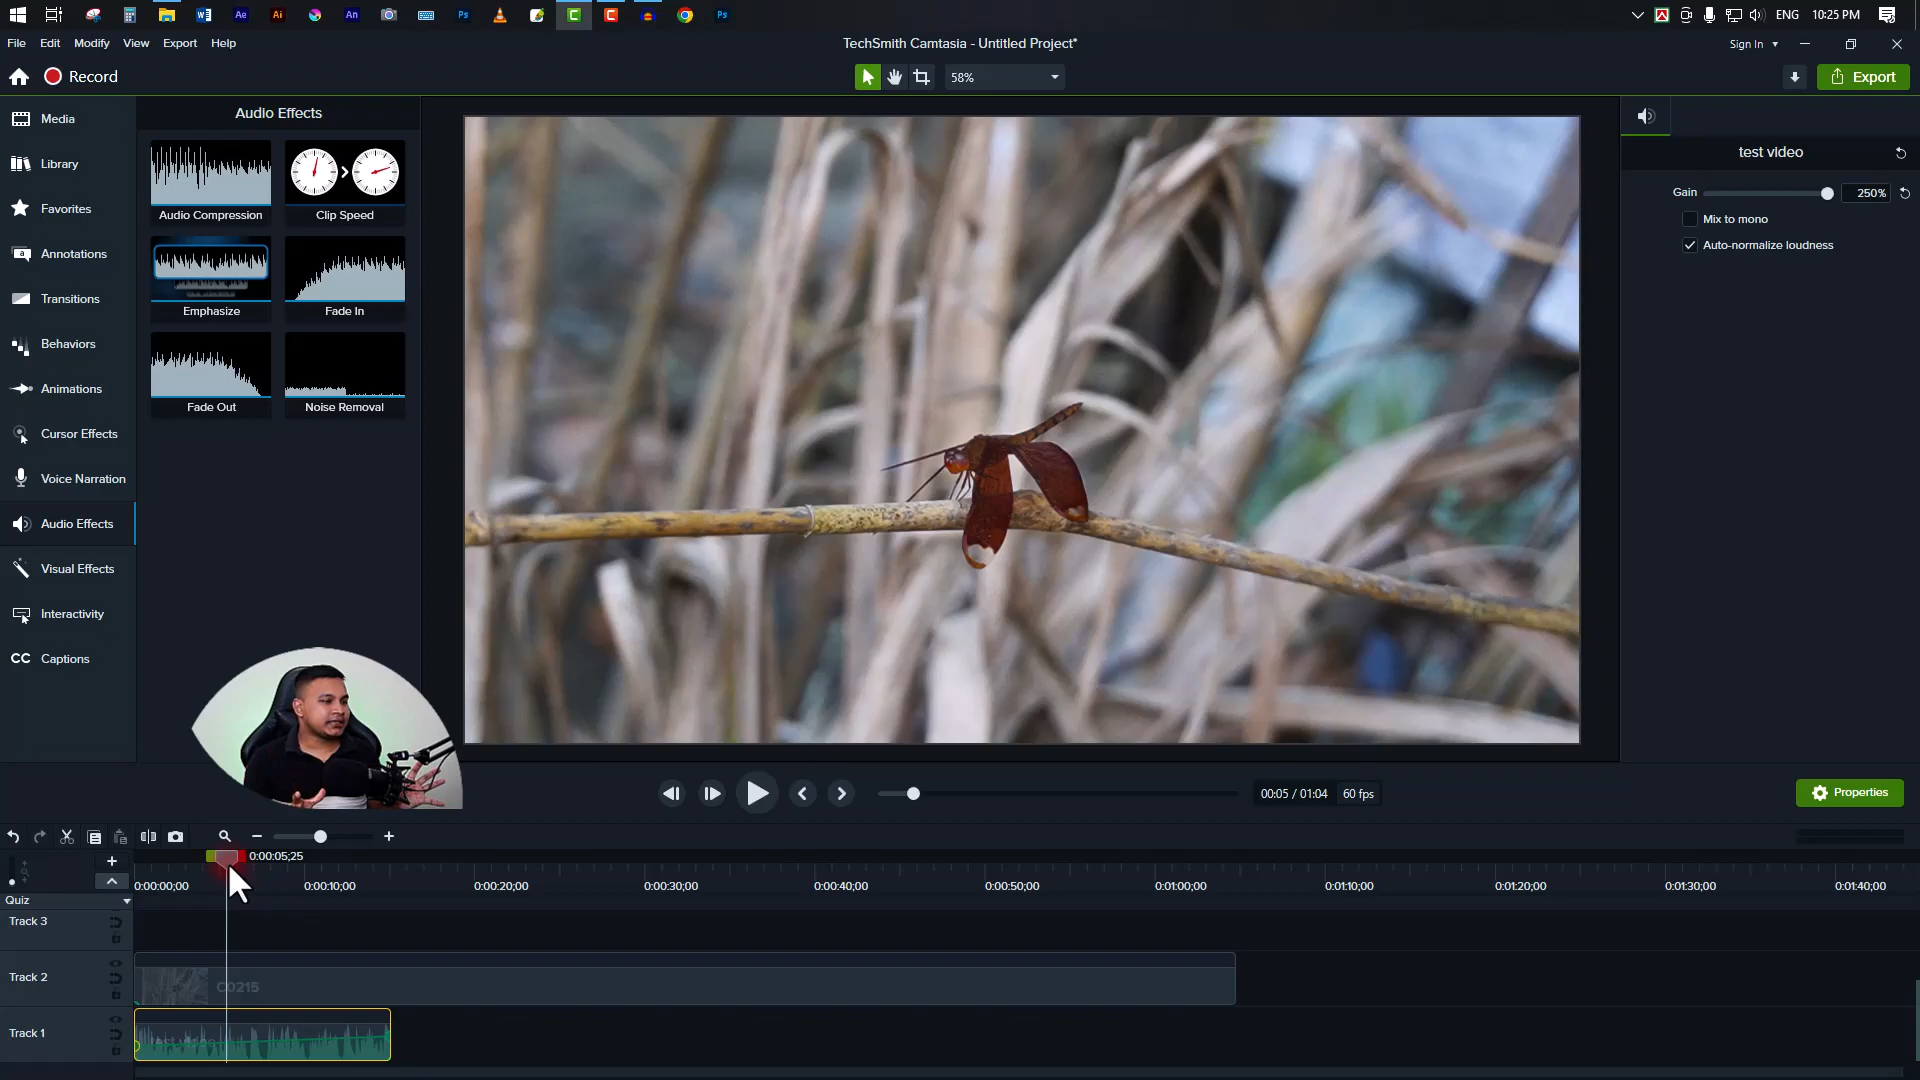 ENG 10:25 PM
File Edit Modify View Export Help
TechSmith Camtasia - Untitled Project*
Sign In
Record
58%
Export
Media
Library
Favorites
Annotations
Transitions
Behaviors
Animations
Cursor Effects
Voice Narration
Audio Effects
Visual Effects
Interactivity
CC Captions
Audio Effects
Audio Compression Clip Speed
Emphasize Fade In
Fade Out Noise Removal
test video
Gain 250%
Mix to mono
Auto-normalize loudness
00:05 / 01:04 60 fps
Properties
0:00:05;25
0:00:00;00 0:00:10;00 0:00:20;00 0:00:30;00 0:00:40;00 0:00:50;00 0:01:00;00 0:01:10;00 0:01:20;00 0:01:30;00 0:01:40;00
Quiz
Track 3
Track 2
C0215
Track 1